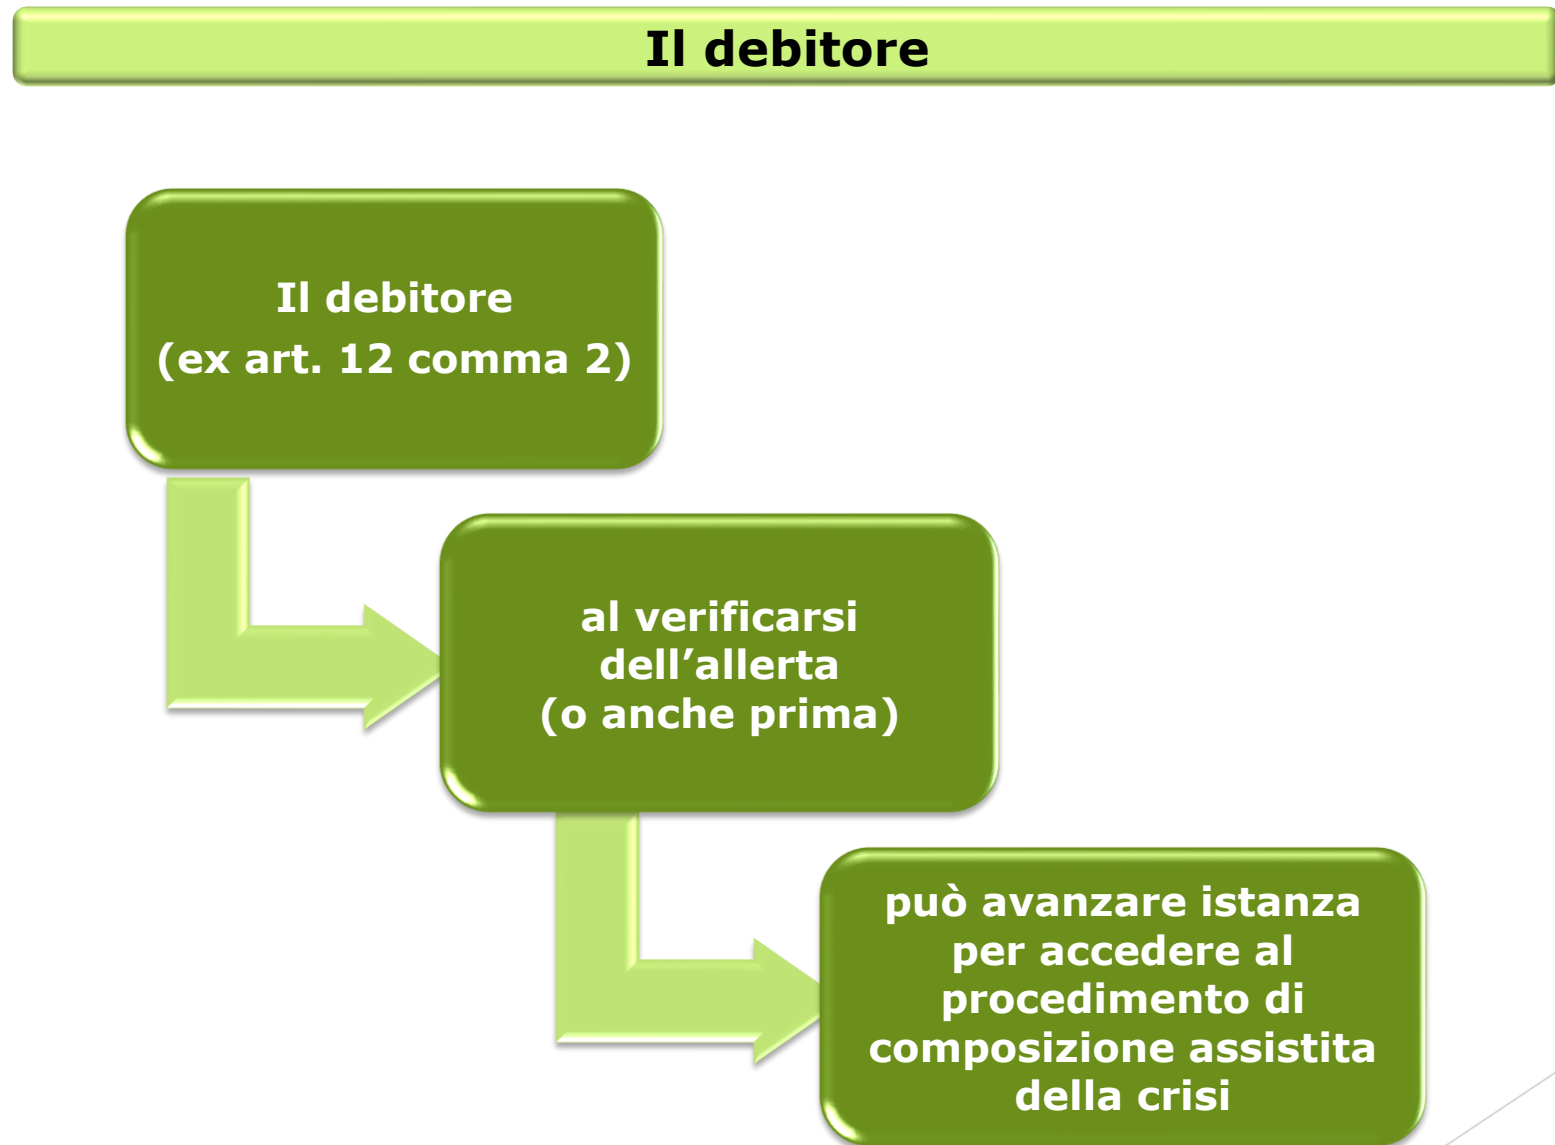 Il debitore
Il debitore
(ex art. 12 comma 2)
al verificarsi
dell’allerta
(o anche prima)
può avanzare istanza
per accedere al
procedimento di
composizione assistita
della crisi